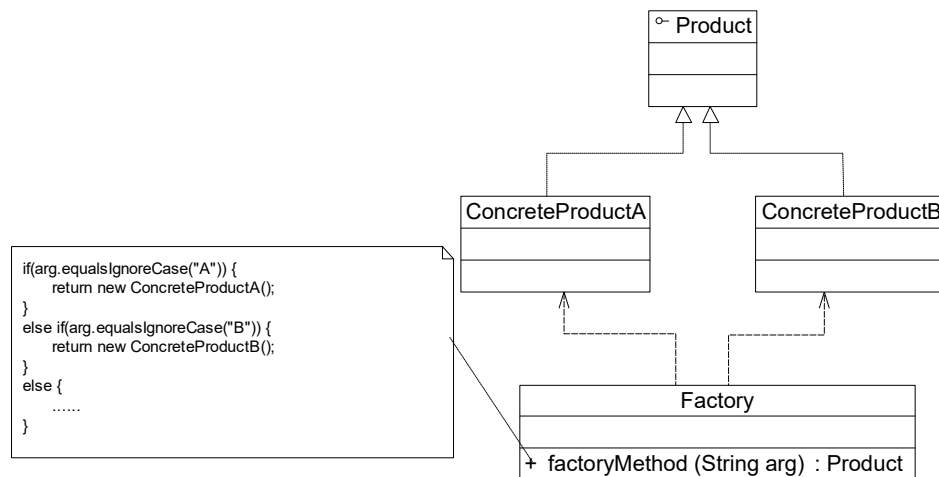 Product
ConcreteProductA
ConcreteProductB
if(arg.equalsIgnoreCase("A")) {
return new ConcreteProductA();
}
else if(arg.equalsIgnoreCase("B")) {
return new ConcreteProductB();
}
else {
......
}
Factory
+ factoryMethod (String arg) : Product